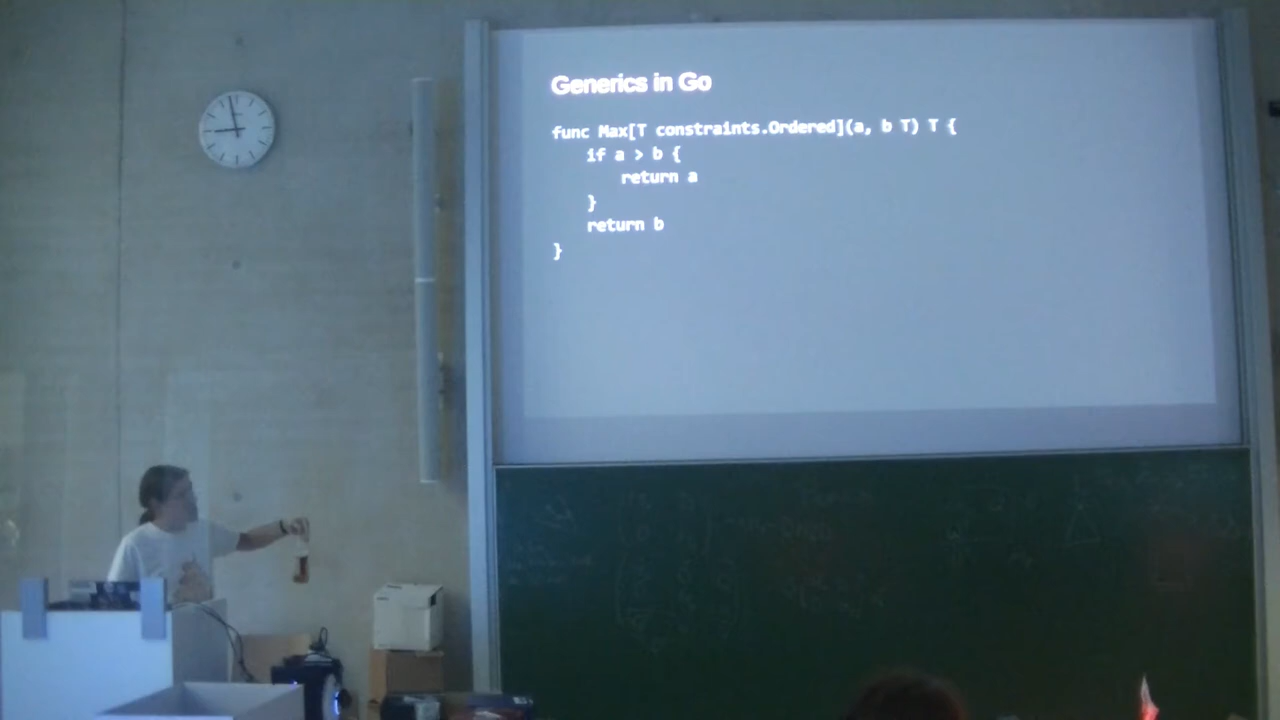 Generics in Go
func Max[T constraints.Ordered](a, b T) T {
    if a > b {
        return a
    }
    return b
}